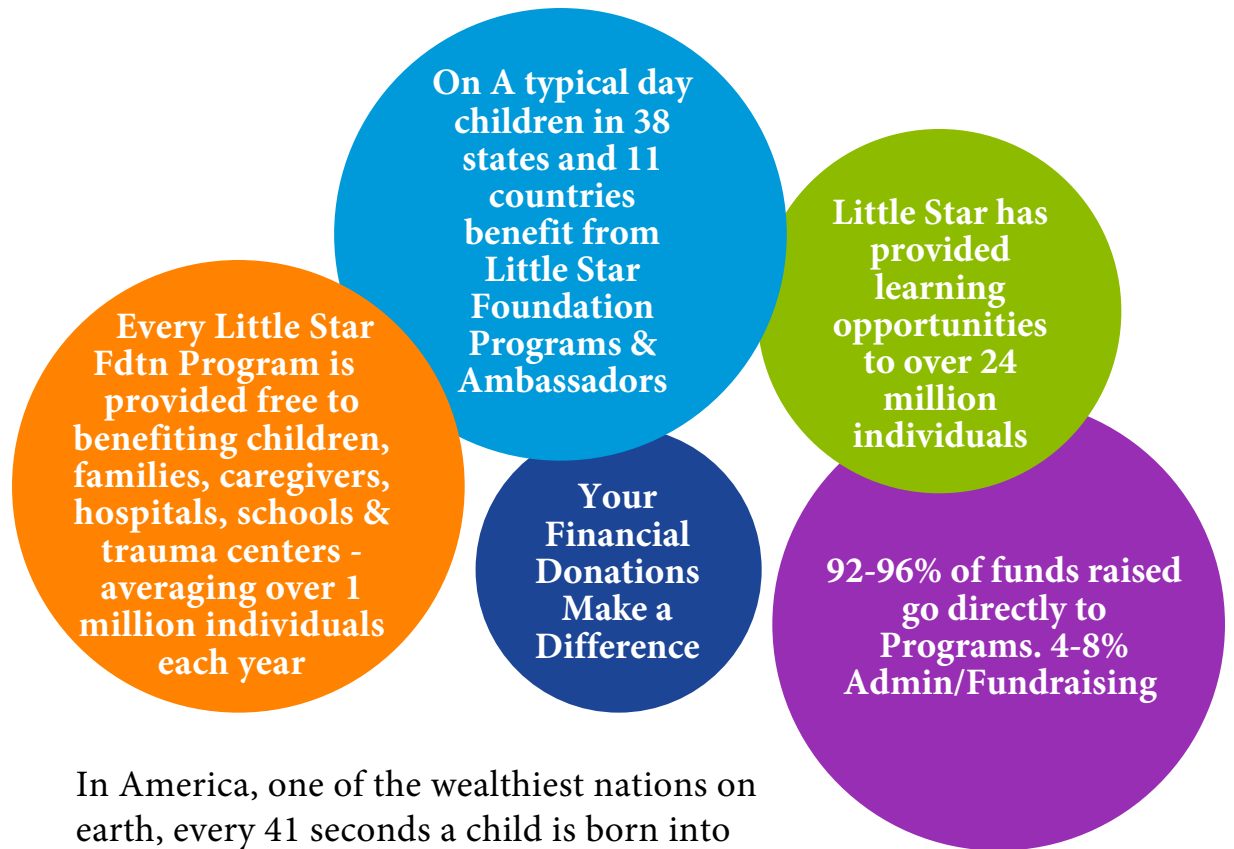 On A typical day
children in 38
states and 11
countries
benefit from
Little Star
Foundation
Programs &
Ambassadors
Little Star has
provided
learning
opportunities
to over 24
million
individuals
Every Little Star
Fdtn Program is
provided free to
benefiting children,
families, caregivers,
hospitals, schools &
trauma centers -
averaging over 1
million individuals
each year
Your
Financial
Donations
Make a
Difference
92-96% of funds raised
go directly to
Programs. 4-8%
Admin/Fundraising
In America, one of the wealthiest nations on
earth, every 41 seconds a child is born into